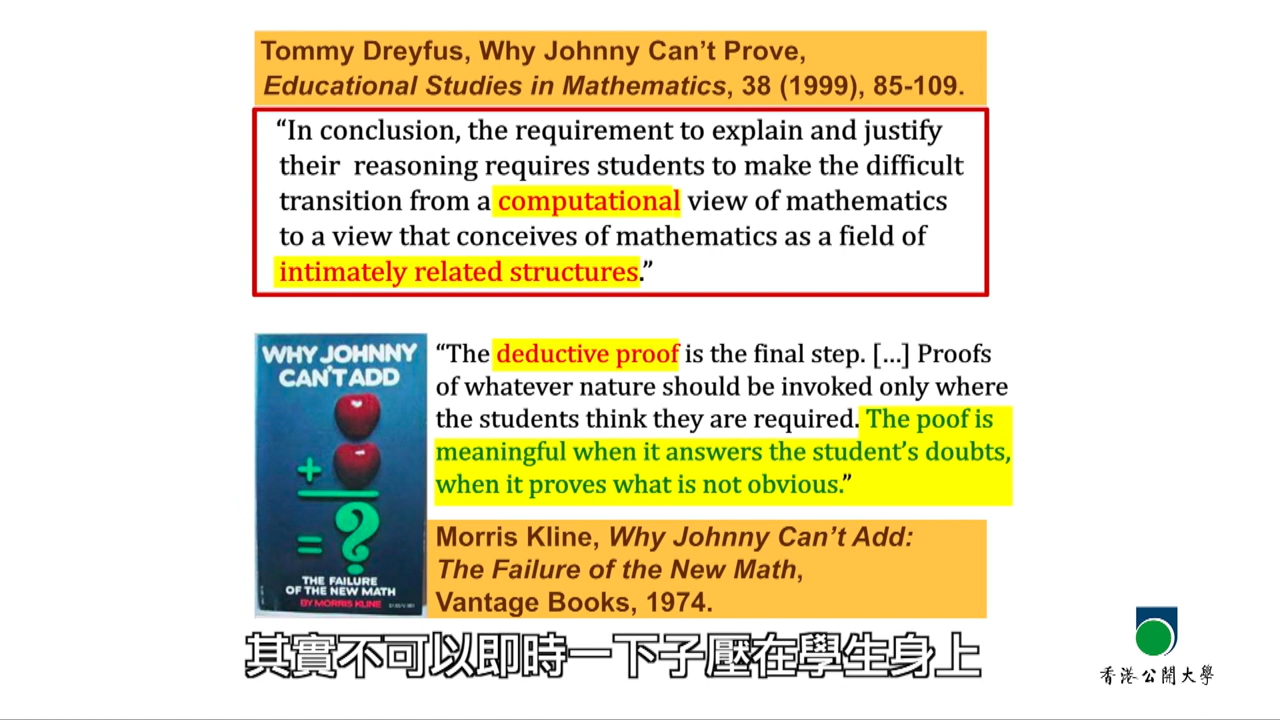 Tommy Dreyfus, Why Johnny Can’t Prove,
Educational Studies in Mathematics, 38 (1999), 85-109.
“In conclusion, the requirement to explain and justify
their reasoning requires students to make the difficult
transition from a computational view of mathematics
to a view that conceives of mathematics as a field of
intimately related structures.”
WHY JOHNNY
CAN'T ADD
+
= ?
THE FAILURE
OF THE NEW MATH
BY MORRIS KLINE
“The deductive proof is the final step. […] Proofs
of whatever nature should be invoked only where
the students think they are required. The poof is
meaningful when it answers the student’s doubts,
when it proves what is not obvious.”
Morris Kline, Why Johnny Can’t Add:
The Failure of the New Math,
Vantage Books, 1974.
其實不可以即時一下子壓在學生身上
香港公開大學